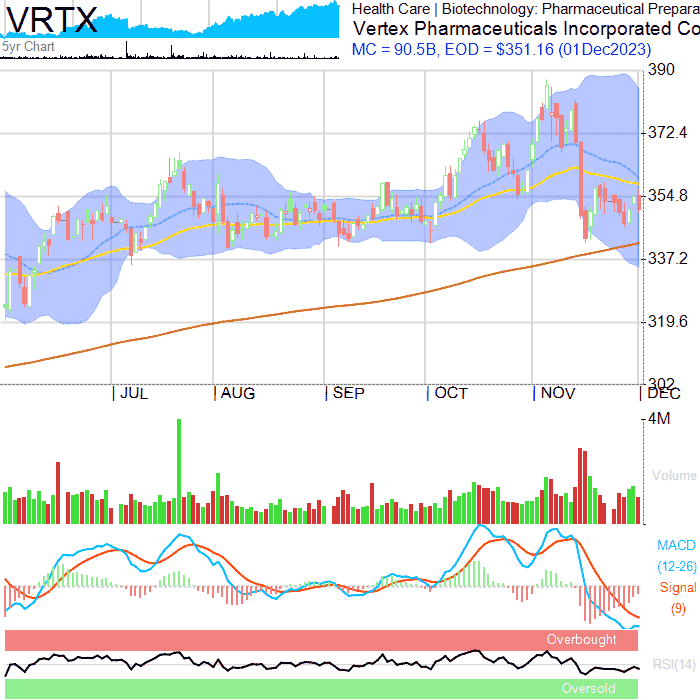 VRTX
5yr Chart
Health Care | Biotechnology: Pharmaceutical Prepara
Vertex Pharmaceuticals Incorporated Co
MC = 90.5B, EOD = $351.16 (01Dec2023)
390
372.4
354.8
337.2
319.6
302
JUL AUG SEP OCT NOV DEC
4M
Volume
MACD
(12-26)
Signal
(9)
Overbought
RSI(14)
Oversold